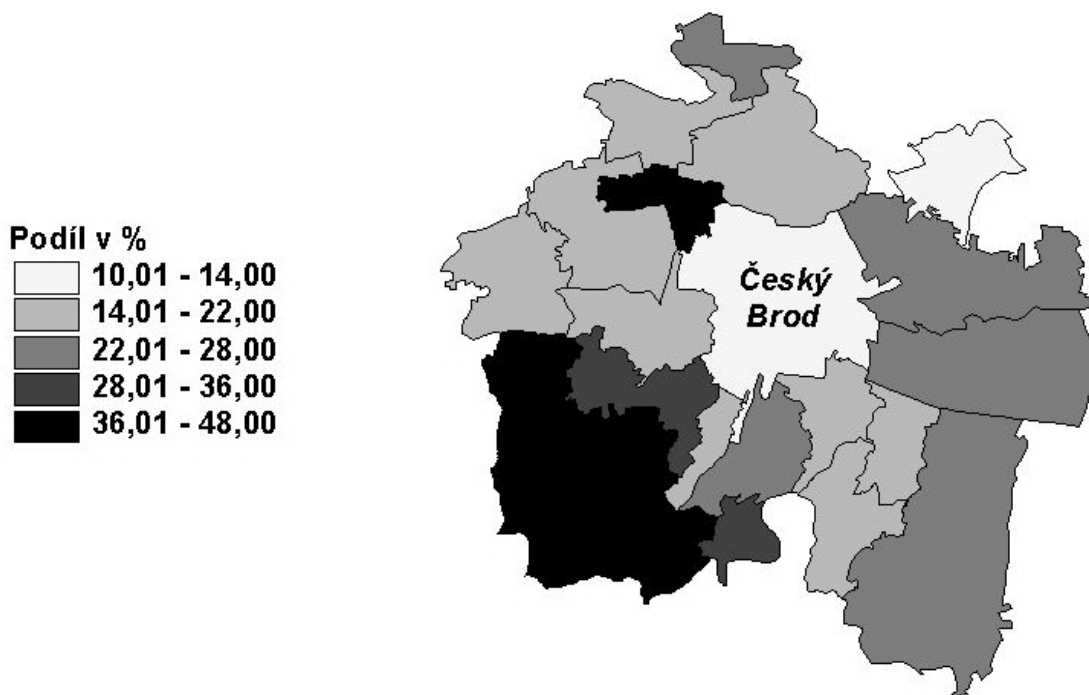 Podíl v %
10,01 - 14,00
14,01 - 22,00
22,01 - 28,00
28,01 - 36,00
36,01 - 48,00
Český
Brod